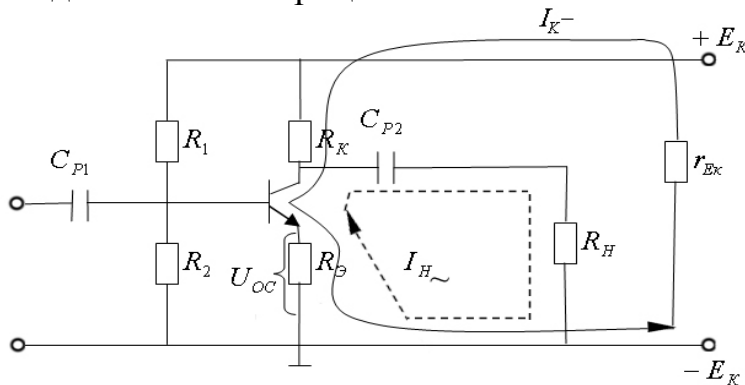 I_K–
+ E_K
C_P1
R_1
R_K
C_P2
r_Eк
R_2
U_OC
R_Э
I_H~
R_H
– E_K